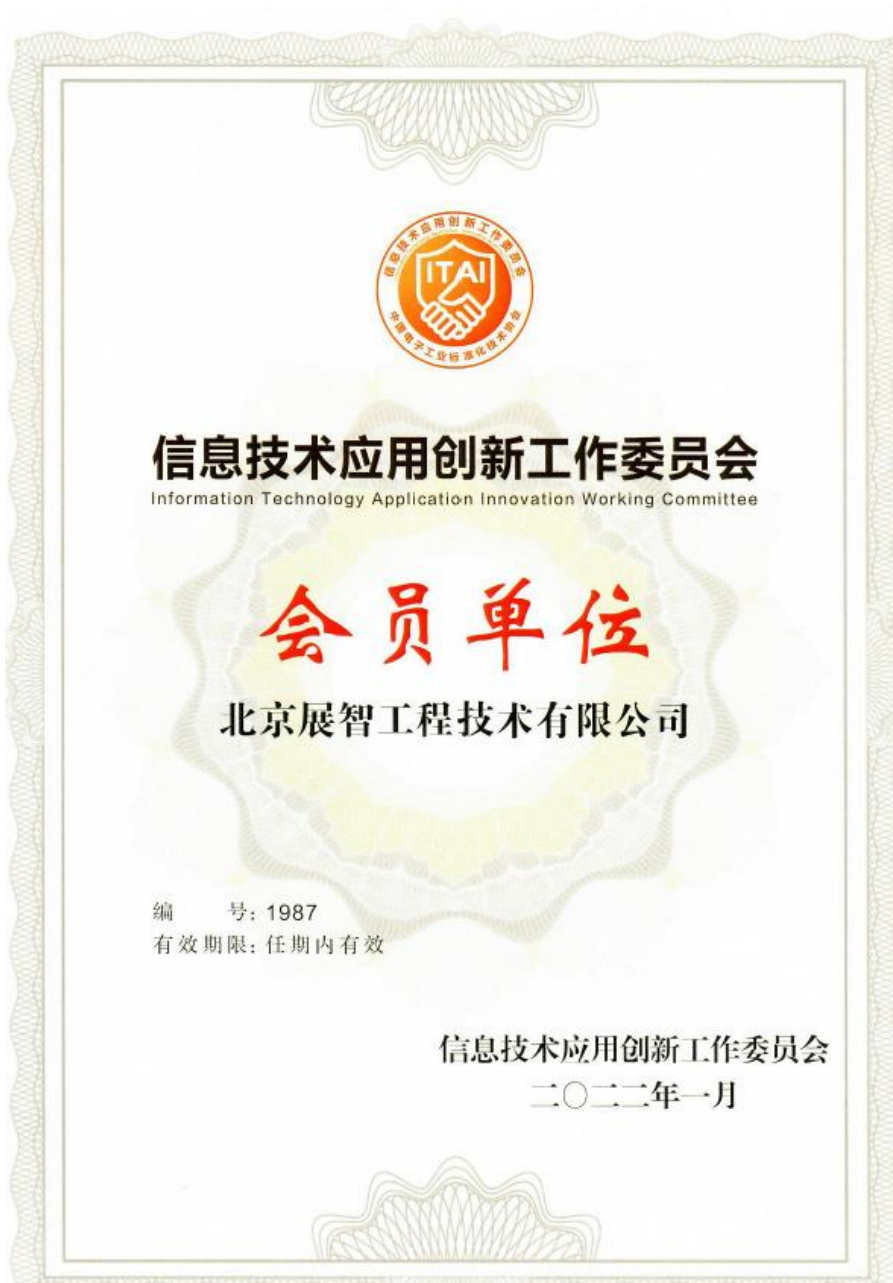 信息技术应用创新工作委员会
ITAI
中国电子工业标准化技术协会
信息技术应用创新工作委员会
Information Technology Application Innovation Working Committee
会员单位
北京展智工程技术有限公司
编 号: 1987
有效期限: 任期内有效
信息技术应用创新工作委员会
二〇二二年一月